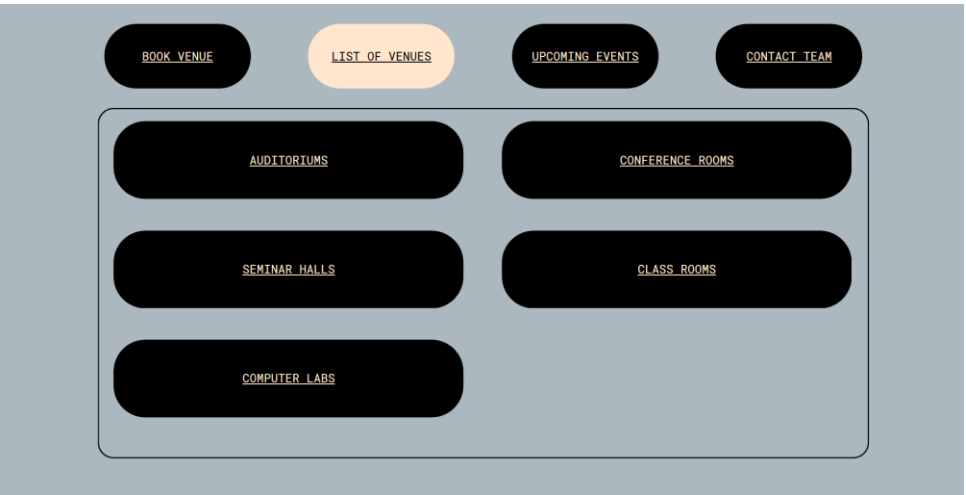 BOOK VENUE
LIST OF VENUES
UPCOMING EVENTS
CONTACT TEAM
AUDITORIUMS
CONFERENCE ROOMS
SEMINAR HALLS
CLASS ROOMS
COMPUTER LABS